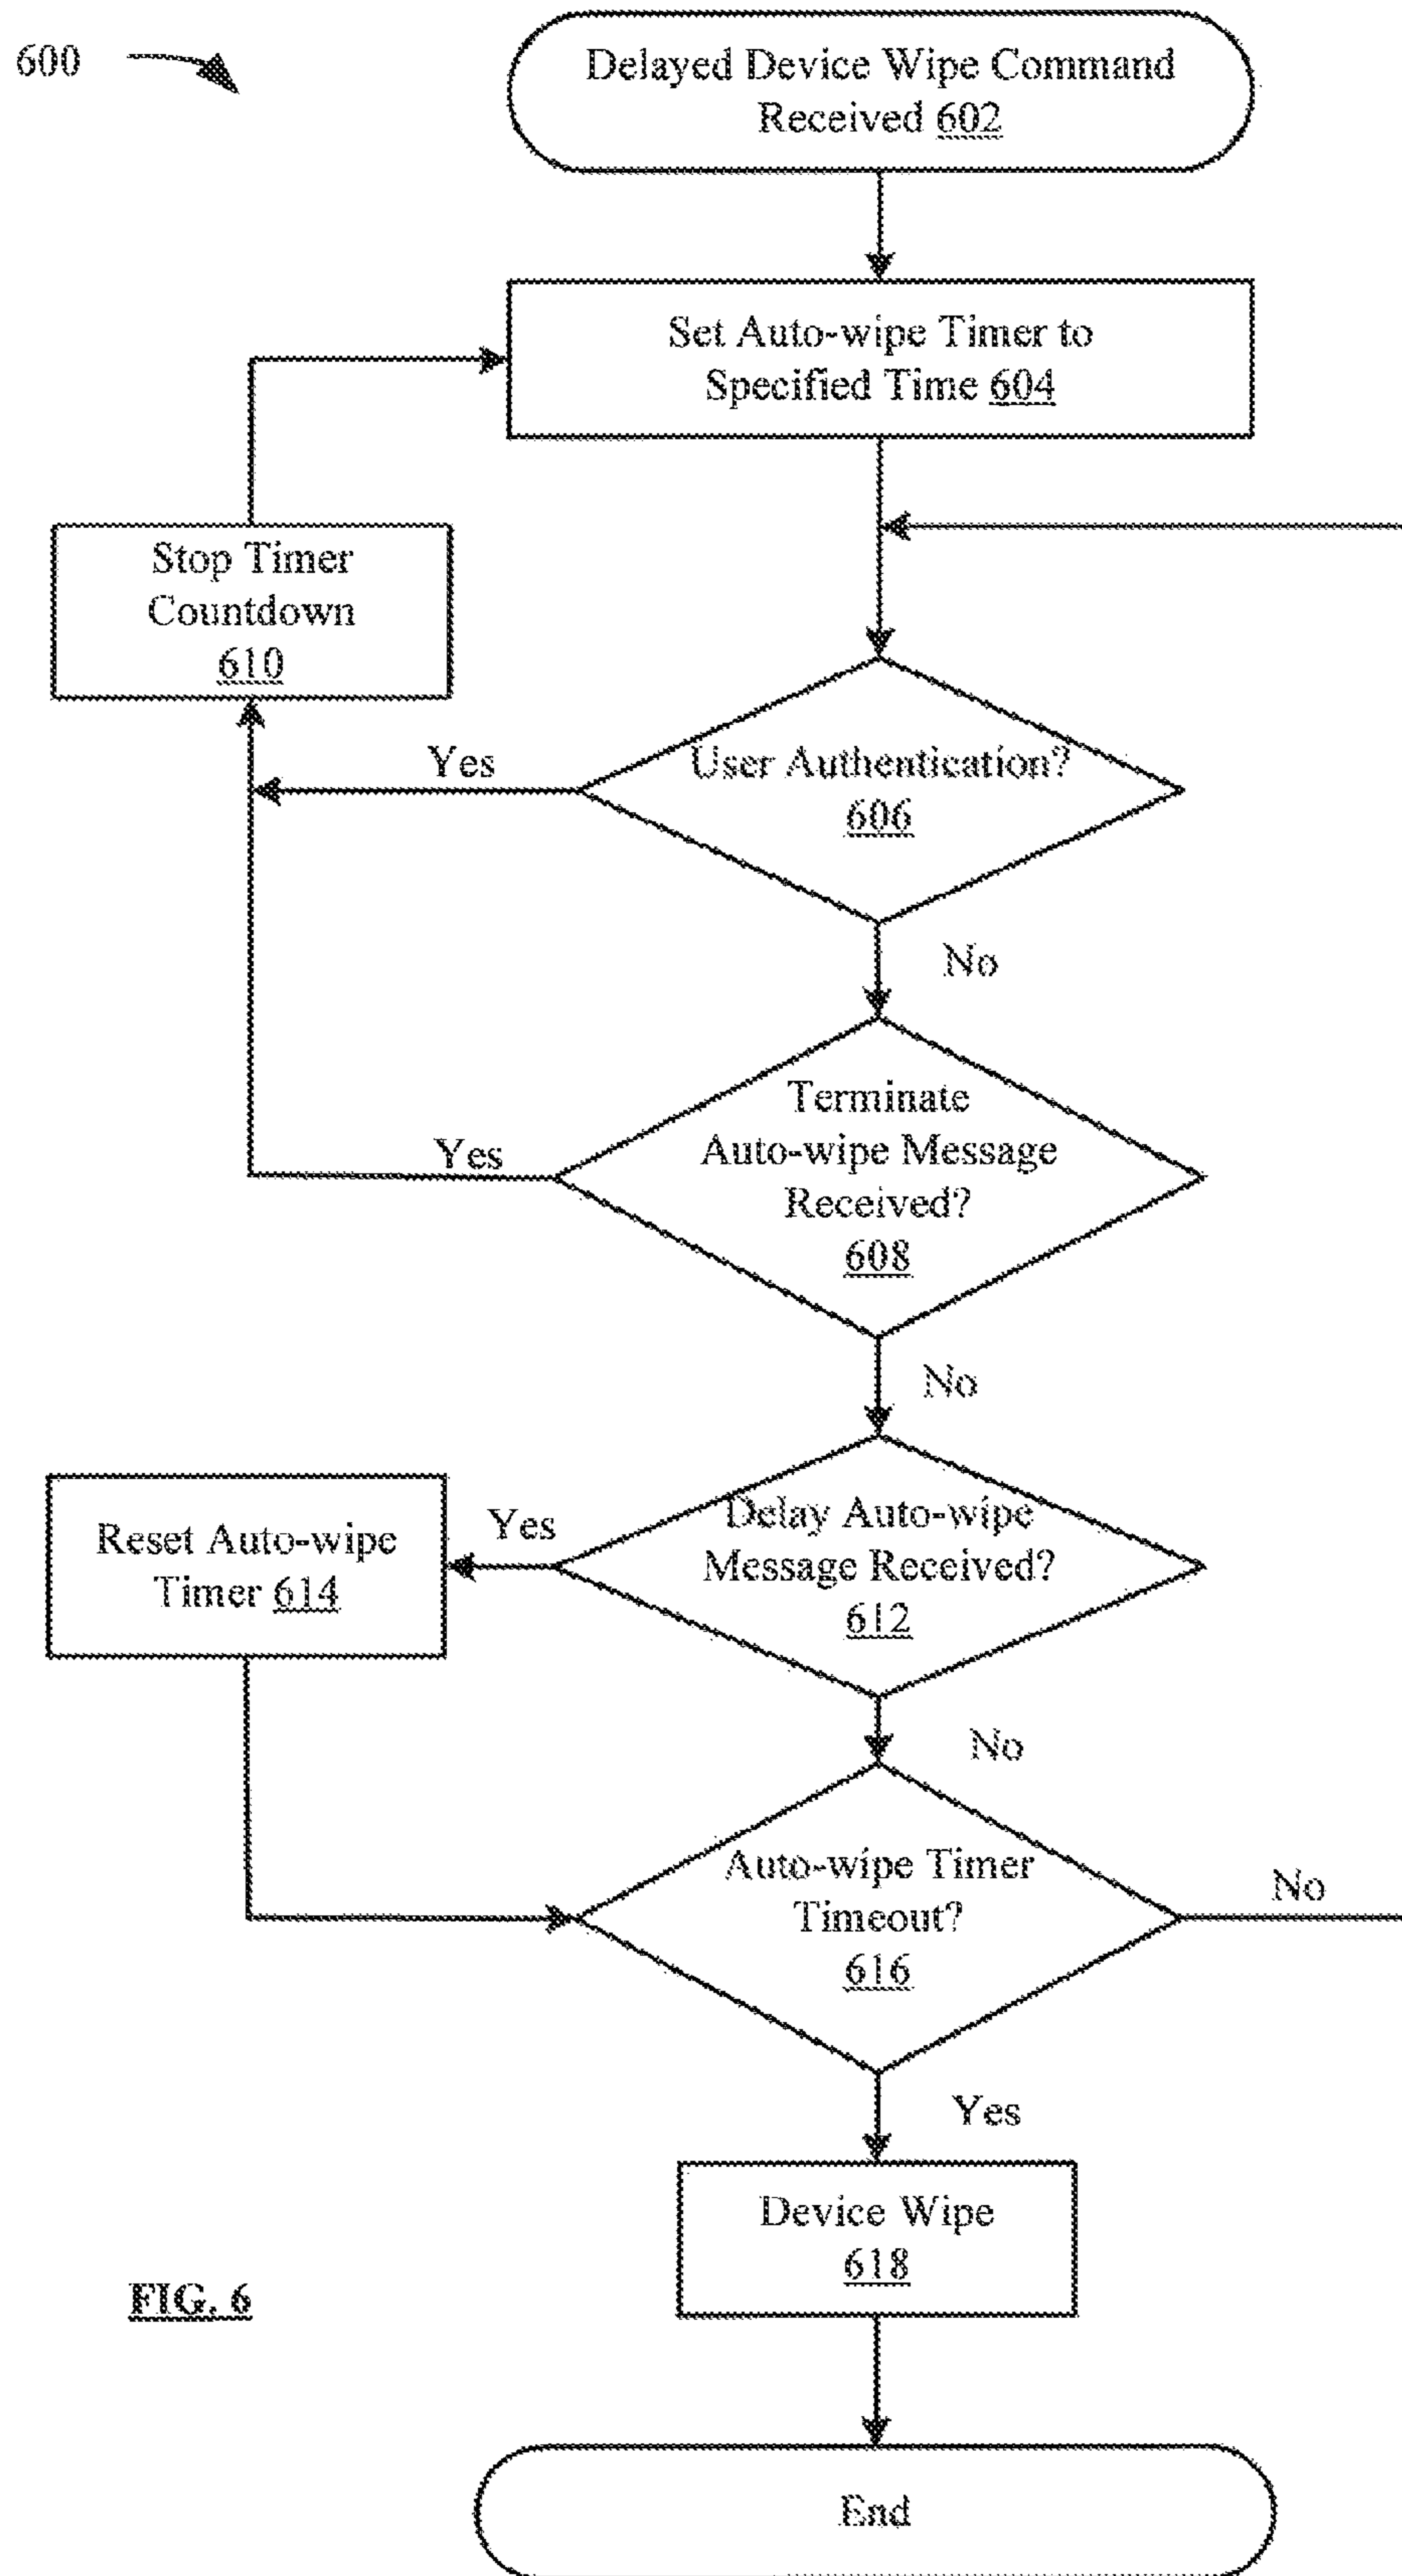 600
Delayed Device Wipe Command
Received 602
Set Auto-wipe Timer to
Specified Time 604
Stop Timer
Countdown
610
Yes
User Authentication?
606
No
Terminate
Auto-wipe Message
Received?
608
Yes
No
Reset Auto-wipe
Timer 614
Yes
Delay Auto-wipe
Message Received?
612
No
Auto-wipe Timer
Timeout?
616
No
Yes
Device Wipe
618
FIG. 6
End